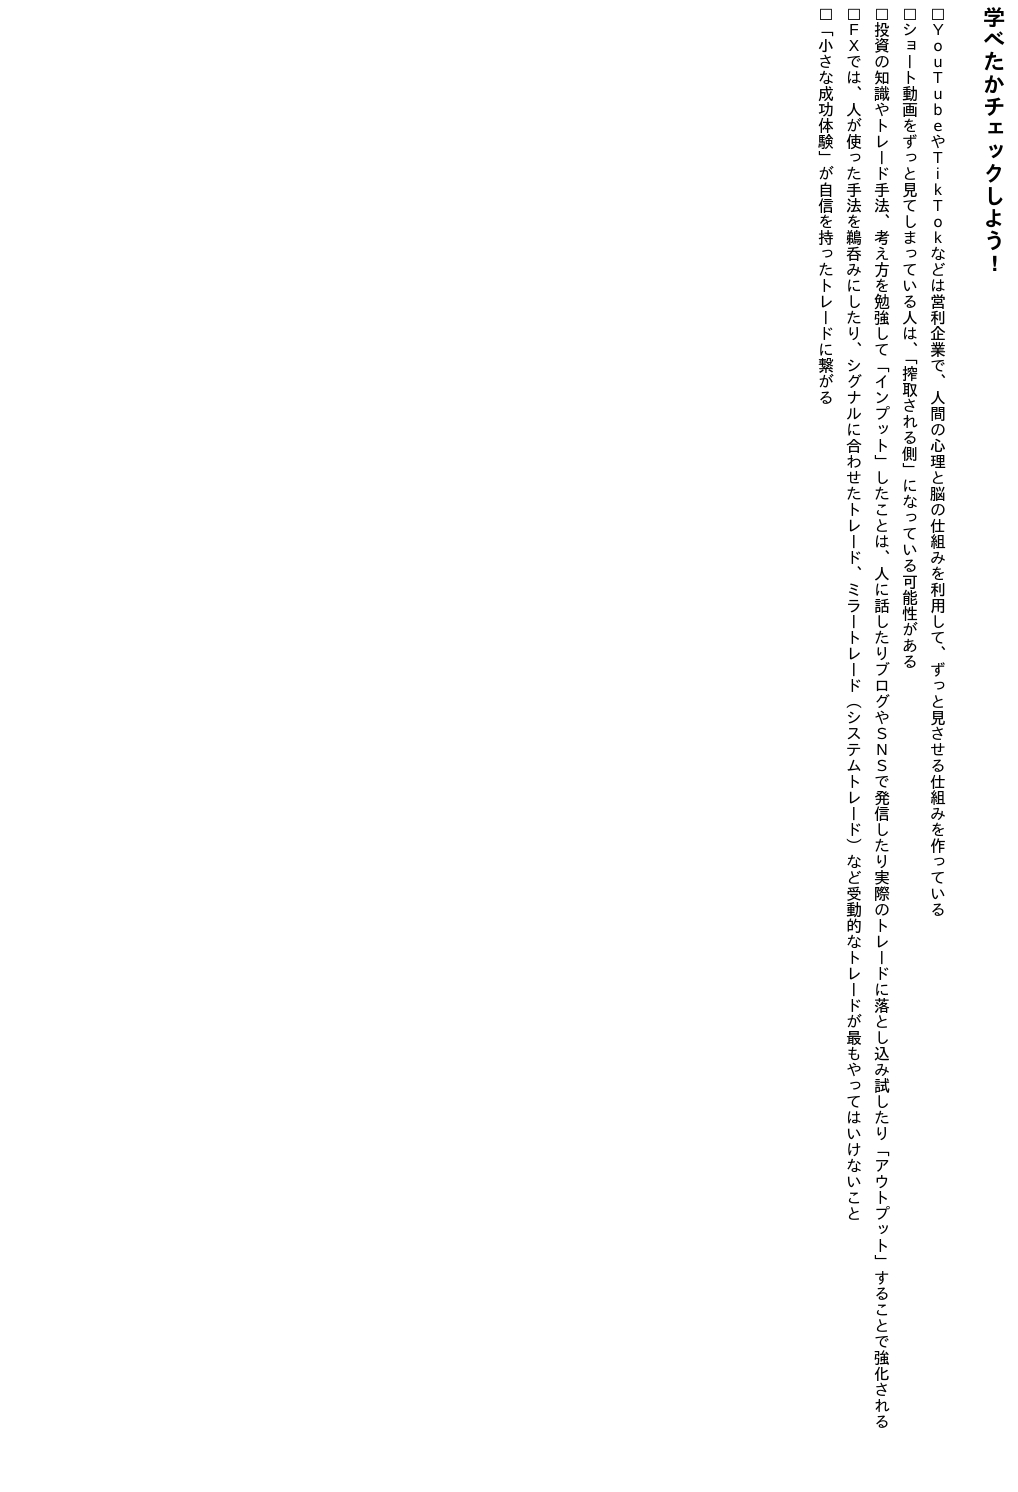 学べたかチェックしよう！
□ＹｏｕＴｕｂｅやＴｉｋＴｏｋなどは営利企業で、人間の心理と脳の仕組みを利用して、ずっと見させる仕組みを作っている
□ショート動画をずっと見てしまっている人は、「搾取される側」になっている可能性がある
□投資の知識やトレード手法、考え方を勉強して「インプット」したことは、人に話したりブログやＳＮＳで発信したり実際のトレードに落とし込み試したり「アウトプット」することで強化される
□ＦＸでは、人が使った手法を鵜呑みにしたり、シグナルに合わせたトレード、ミラートレード（システムトレード）など受動的なトレードが最もやってはいけないこと
□「小さな成功体験」が自信を持ったトレードに繋がる